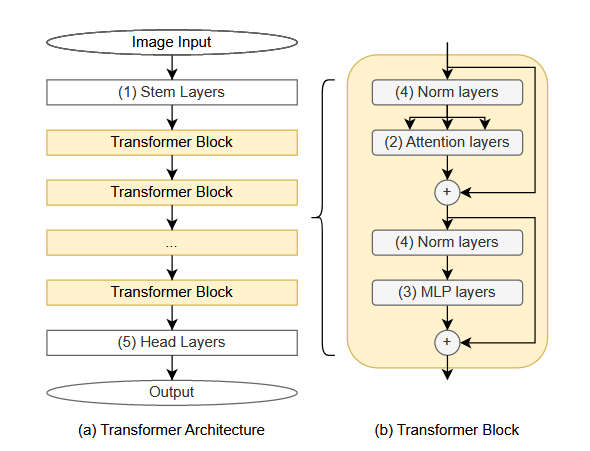 Image Input
(1) Stem Layers
Transformer Block
Transformer Block
...
Transformer Block
(5) Head Layers
Output
(a) Transformer Architecture
(4) Norm layers
(2) Attention layers
+
(4) Norm layers
(3) MLP layers
+
(b) Transformer Block